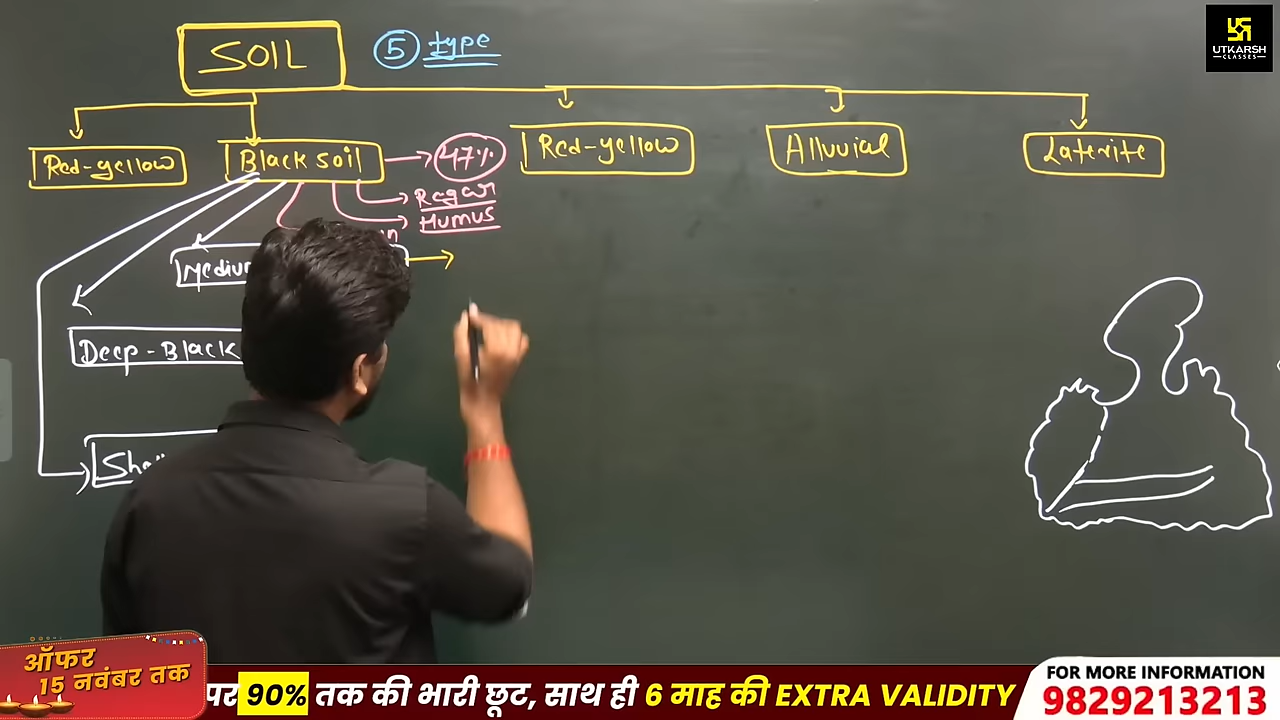 SOIL
5 type
UTKARSH
CLASSES
Red-yellow
Black soil
47%
Red-yellow
Alluvial
Laterite
Regar
Humus
Deep-Black
ऑफर
15 नवंबर तक
पर 90% तक की भारी छूट, साथ ही 6 माह की EXTRA VALIDITY
FOR MORE INFORMATION
9829213213